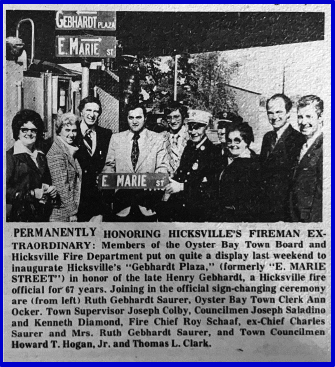 GEBHARDT PLAZA
E. MARIE ST
E. MARIE ST
PERMANENTLY HONORING HICKSVILLE'S FIREMAN EX-
TRAORDINARY: Members of the Oyster Bay Town Board and
Hicksville Fire Department put on quite a display last weekend to
inaugurate Hicksville's "Gebhardt Plaza," (formerly "E. MARIE
STREET") in honor of the late Henry Gebhardt, a Hicksville fire
official for 67 years. Joining in the official sign-changing ceremony
are (from left) Ruth Gebhardt Saurer, Oyster Bay Town Clerk Ann
Ocker. Town Supervisor Joseph Colby, Councilmen Joseph Saladino
and Kenneth Diamond, Fire Chief Roy Schaaf, ex-Chief Charles
Saurer and Mrs. Ruth Gebhardt Saurer, and Town Councilmen
Howard T. Hogan, Jr. and Thomas L. Clark.